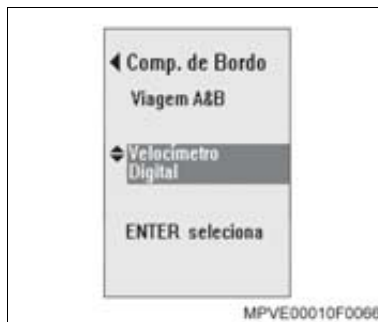 Comp. de Bordo
Viagem A&B
Velocímetro
Digital
ENTER seleciona
MPVE00010F0066